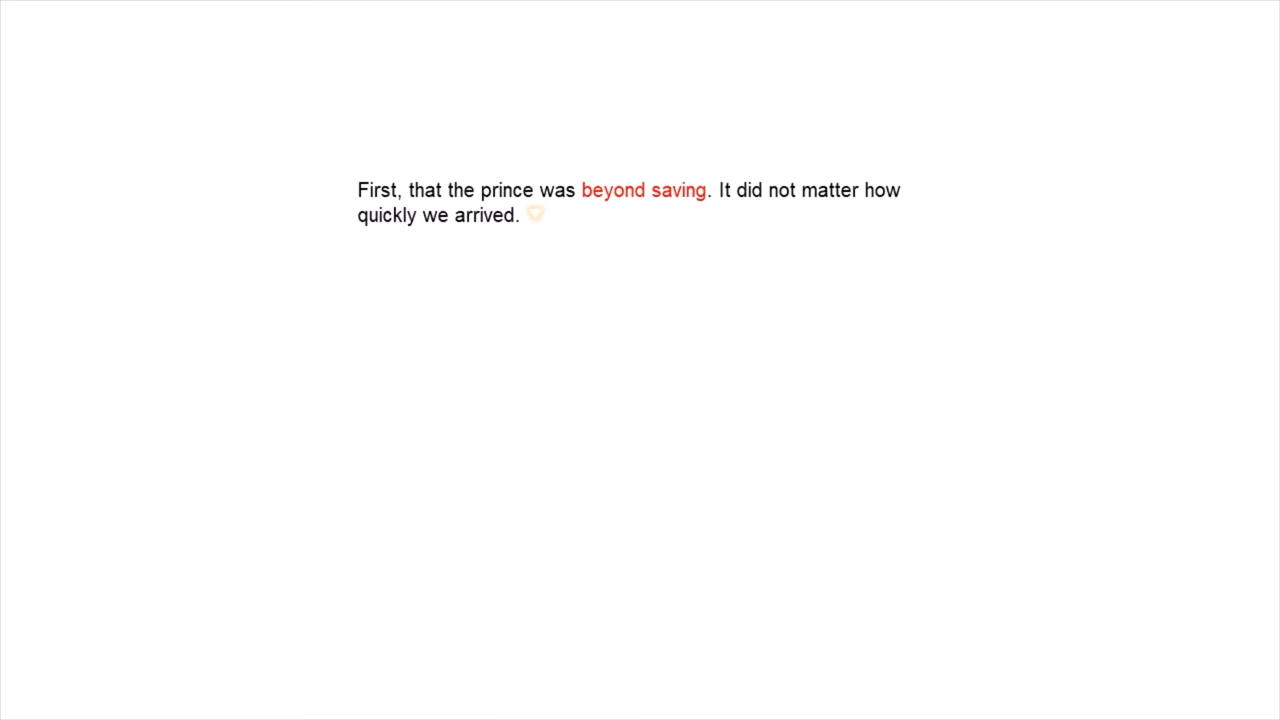 First, that the prince was beyond saving. It did not matter how
quickly we arrived.